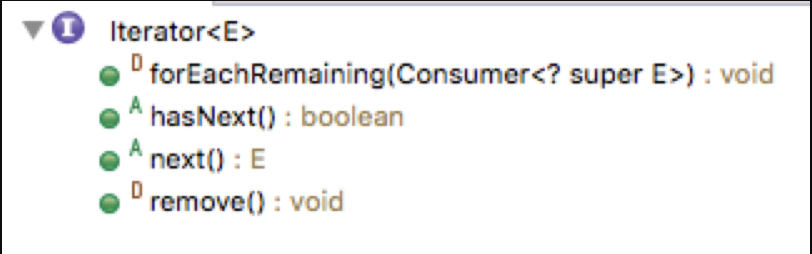 I Iterator<E>
D forEachRemaining(Consumer<? super E>) : void
A hasNext() : boolean
A next() : E
D remove() : void